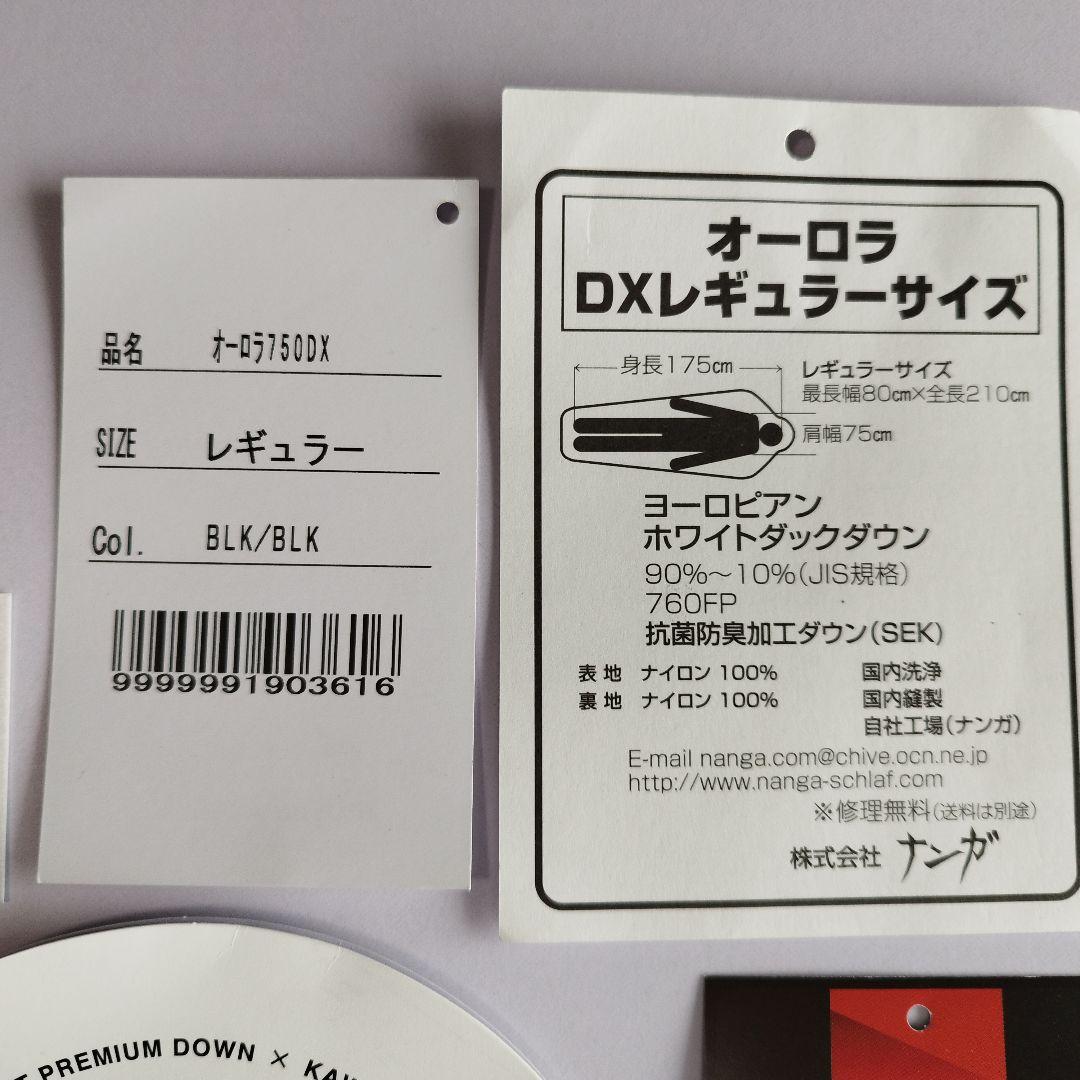 品名 オーロラ750DX
SIZE レギュラー
Col. BLK/BLK
9999991903616
オーロラ
DXレギュラーサイズ
身長175cm
レギュラーサイズ
最長幅80cm×全長210cm
肩幅75cm
ヨーロピアン
ホワイトダックダウン
90%〜10%(JIS規格)
760FP
抗菌防臭加工ダウン(SEK)
表地 ナイロン 100% 国内洗浄
裏地 ナイロン 100% 国内縫製
自社工場(ナンガ)
E-mail nanga.com@chive.ocn.ne.jp
http://www.nanga-schlaf.com
※修理無料(送料は別途)
株式会社 ナンガ
PREMIUM DOWN ×